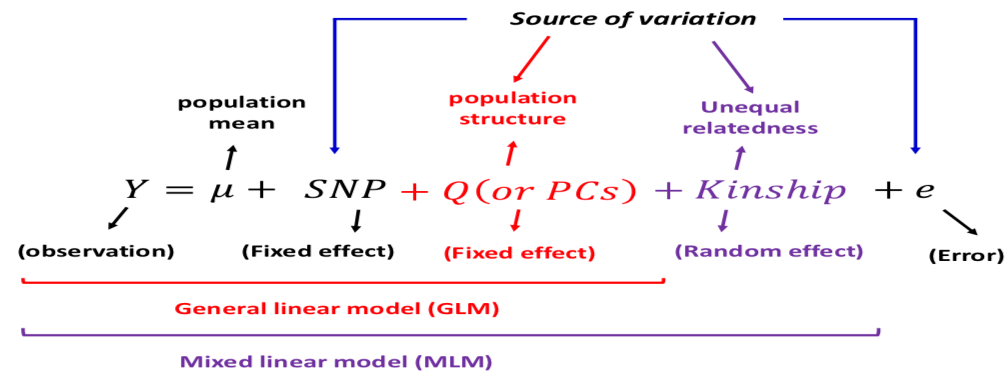 Source of variation
population
mean
population
structure
Unequal
relatedness
Y = μ + SNP + Q(or PCs) + Kinship + e
(observation) (Fixed effect) (Fixed effect) (Random effect) (Error)
General linear model (GLM)
Mixed linear model (MLM)